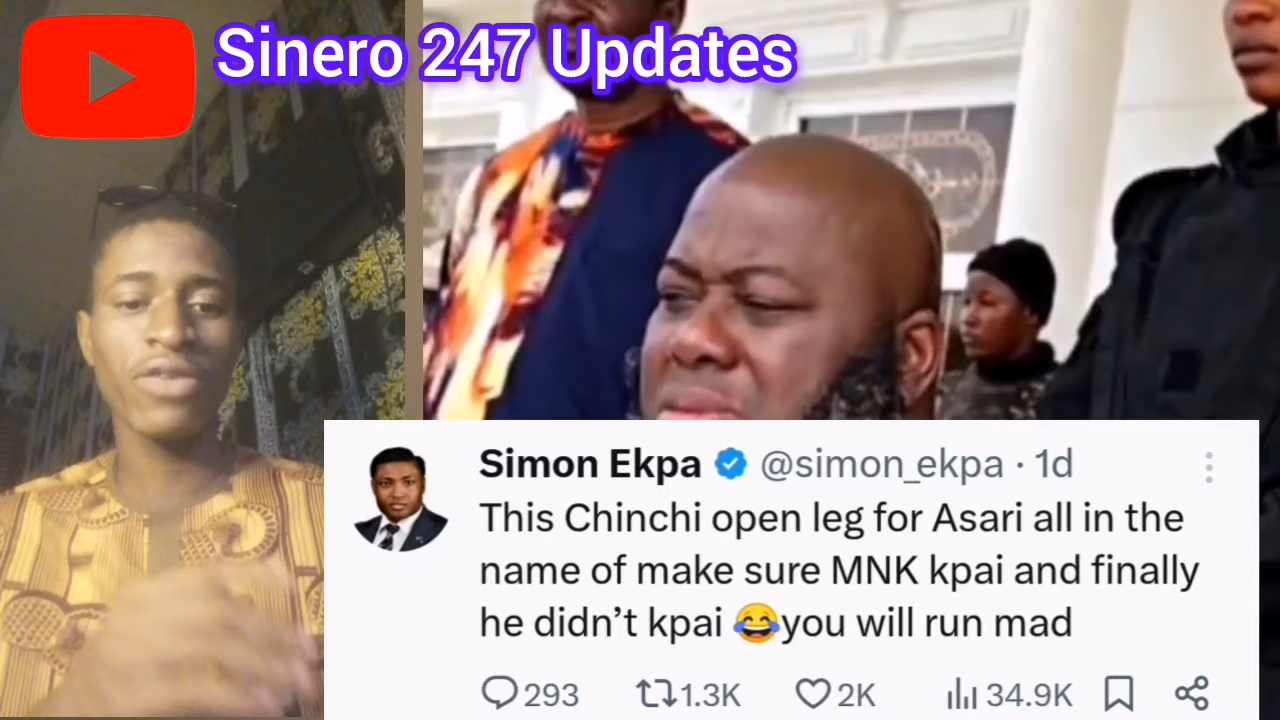 Sinero 247 Updates
Simon Ekpa @simon_ekpa · 1d
This Chinchi open leg for Asari all in the
name of make sure MNK kpai and finally
he didn’t kpai 😂you will run mad
293 1.3K 2K 34.9K